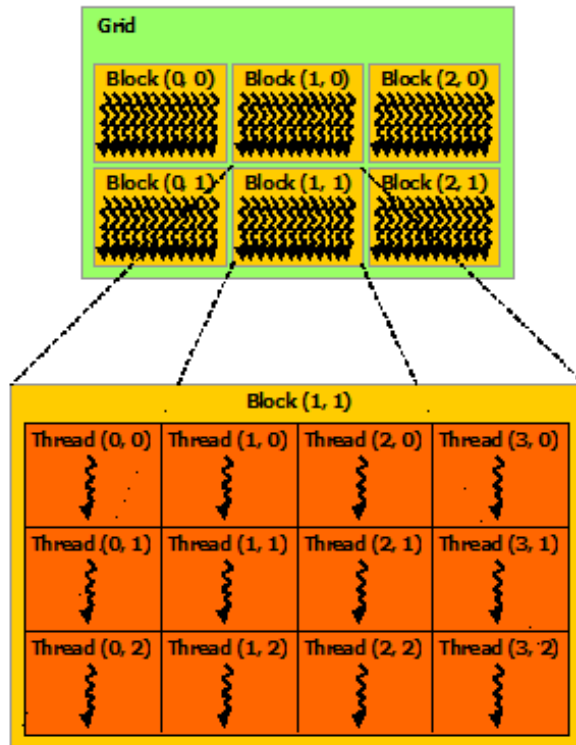 Grid
Block (0, 0) Block (1, 0) Block (2, 0)
Block (0, 1) Block (1, 1) Block (2, 1)
Block (1, 1)
Thread (0, 0) Thread (1, 0) Thread (2, 0) Thread (3, 0)
Thread (0, 1) Thread (1, 1) Thread (2, 1) Thread (3, 1)
Thread (0, 2) Thread (1, 2) Thread (2, 2) Thread (3, 2)